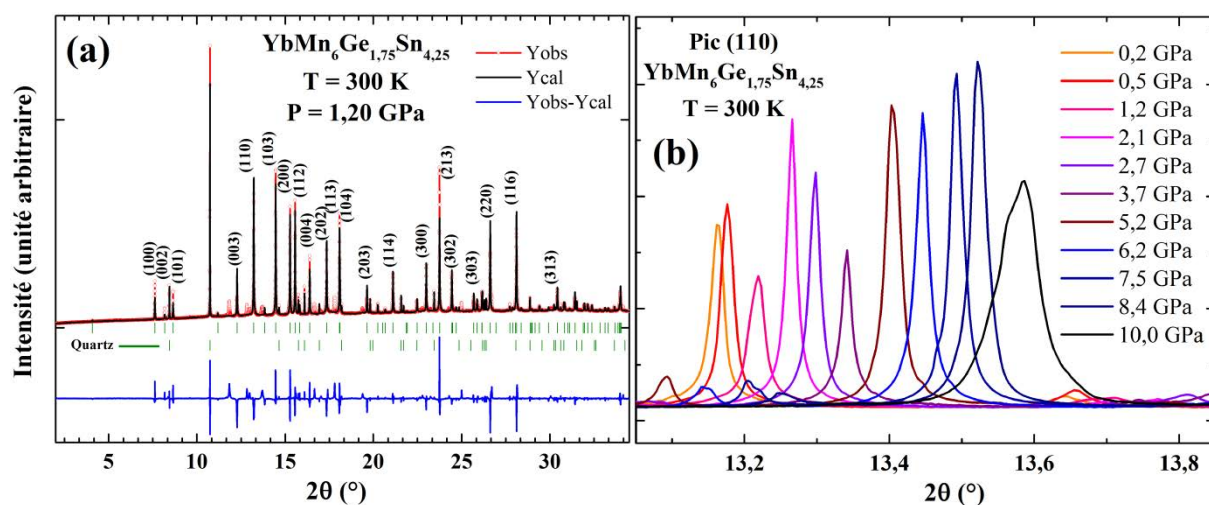 (a)
YbMn6Ge1,75Sn4,25
T = 300 K
P = 1,20 GPa
Yobs
Ycal
Yobs-Ycal
Intensité (unité arbitraire)
(100)
(002)
(101)
(003)
(110)
(103)
(200)
(112)
(004)
(202)
(113)
(104)
(203)
(114)
(300)
(213)
(302)
(303)
(220)
(116)
(313)
Quartz
5 10 15 20 25 30
2θ (°)
Pic (110)
YbMn6Ge1,75Sn4,25
T = 300 K
(b)
0,2 GPa
0,5 GPa
1,2 GPa
2,1 GPa
2,7 GPa
3,7 GPa
5,2 GPa
6,2 GPa
7,5 GPa
8,4 GPa
10,0 GPa
13,2 13,4 13,6 13,8
2θ (°)